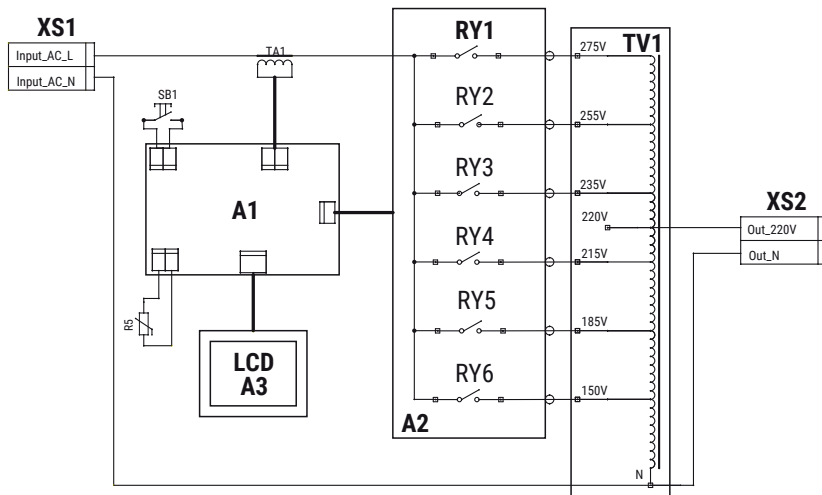 XS1
Input_AC_L
Input_AC_N
TA1
SB1
A1
R5
LCD
A3
RY1
RY2
RY3
RY4
RY5
RY6
A2
TV1
275V
255V
235V
220V
215V
185V
150V
N
XS2
Out_220V
Out_N